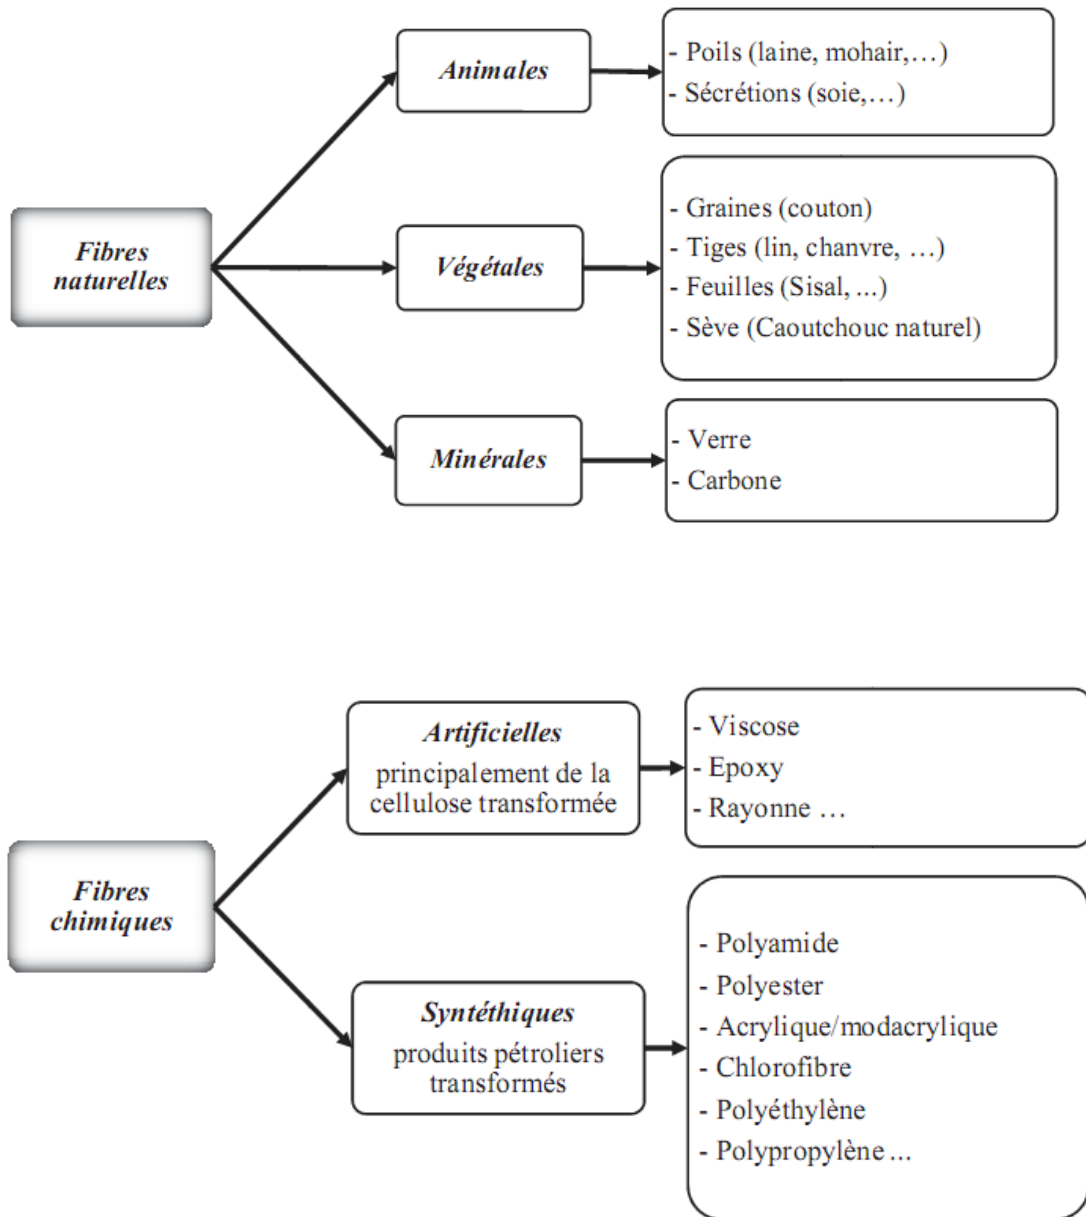 Fibres
naturelles
Animales
- Poils (laine, mohair,…)
- Sécrétions (soie,…)
Végétales
- Graines (couton)
- Tiges (lin, chanvre, …)
- Feuilles (Sisal, ...)
- Sève (Caoutchouc naturel)
Minérales
- Verre
- Carbone
Fibres
chimiques
Artificielles
principalement de la
cellulose transformée
- Viscose
- Epoxy
- Rayonne …
Syntéthiques
produits pétroliers
transformés
- Polyamide
- Polyester
- Acrylique/modacrylique
- Chlorofibre
- Polyéthylène
- Polypropylène ...